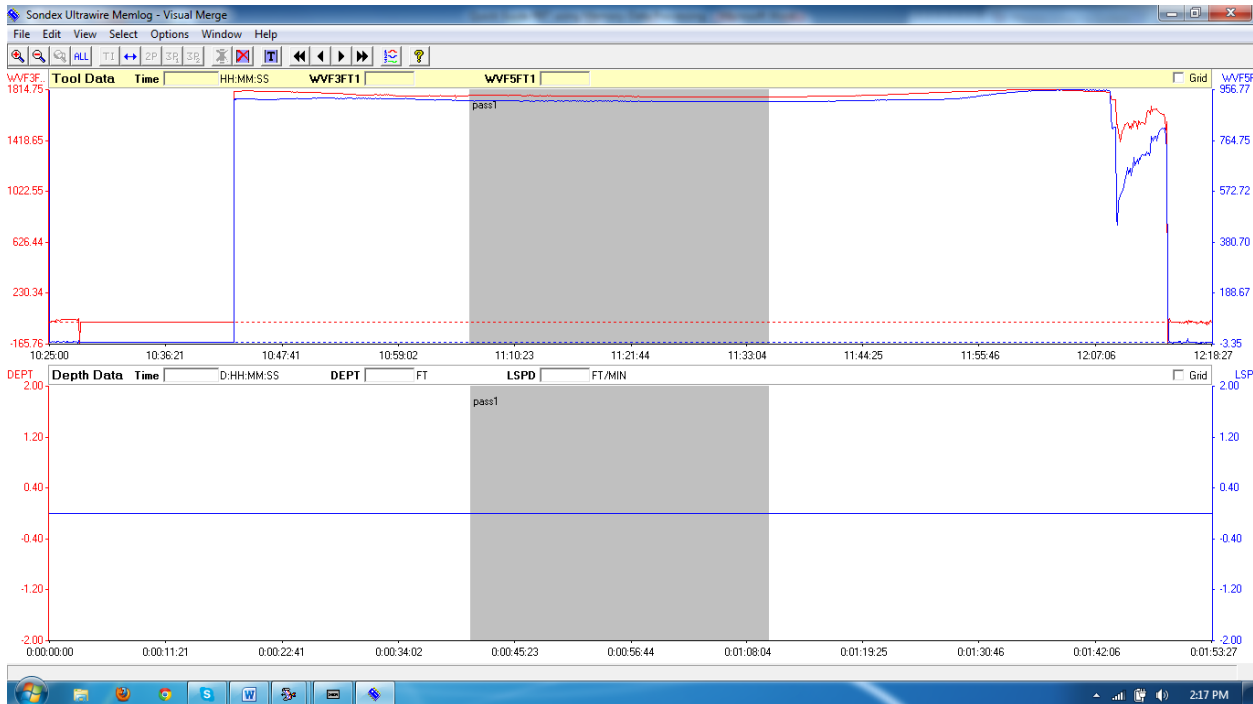 Sondex Ultrawire Memlog - Visual Merge
File Edit View Select Options Window Help
ALL TI 2P 3P 3P T
WVF3F.. Tool Data Time HH:MM:SS WVF3FT1 WVF5FT1 Grid WVF5F
1814.75 956.77
pass1
1418.65 764.75
1022.55 572.72
626.44 380.70
230.34 188.67
-165.76 -3.35
10:25:00 10:36:21 10:47:41 10:59:02 11:10:23 11:21:44 11:33:04 11:44:25 11:55:46 12:07:06 12:18:27
DEPT Depth Data Time D:HH:MM:SS DEPT FT LSPD FT/MIN Grid LSP
2.00 2.00
pass1
1.20 1.20
0.40 0.40
-0.40 -0.40
-1.20 -1.20
-2.00 -2.00
0:00:00:00 0:00:11:21 0:00:22:41 0:00:34:02 0:00:45:23 0:00:56:44 0:01:08:04 0:01:19:25 0:01:30:46 0:01:42:06 0:01:53:27
2:17 PM